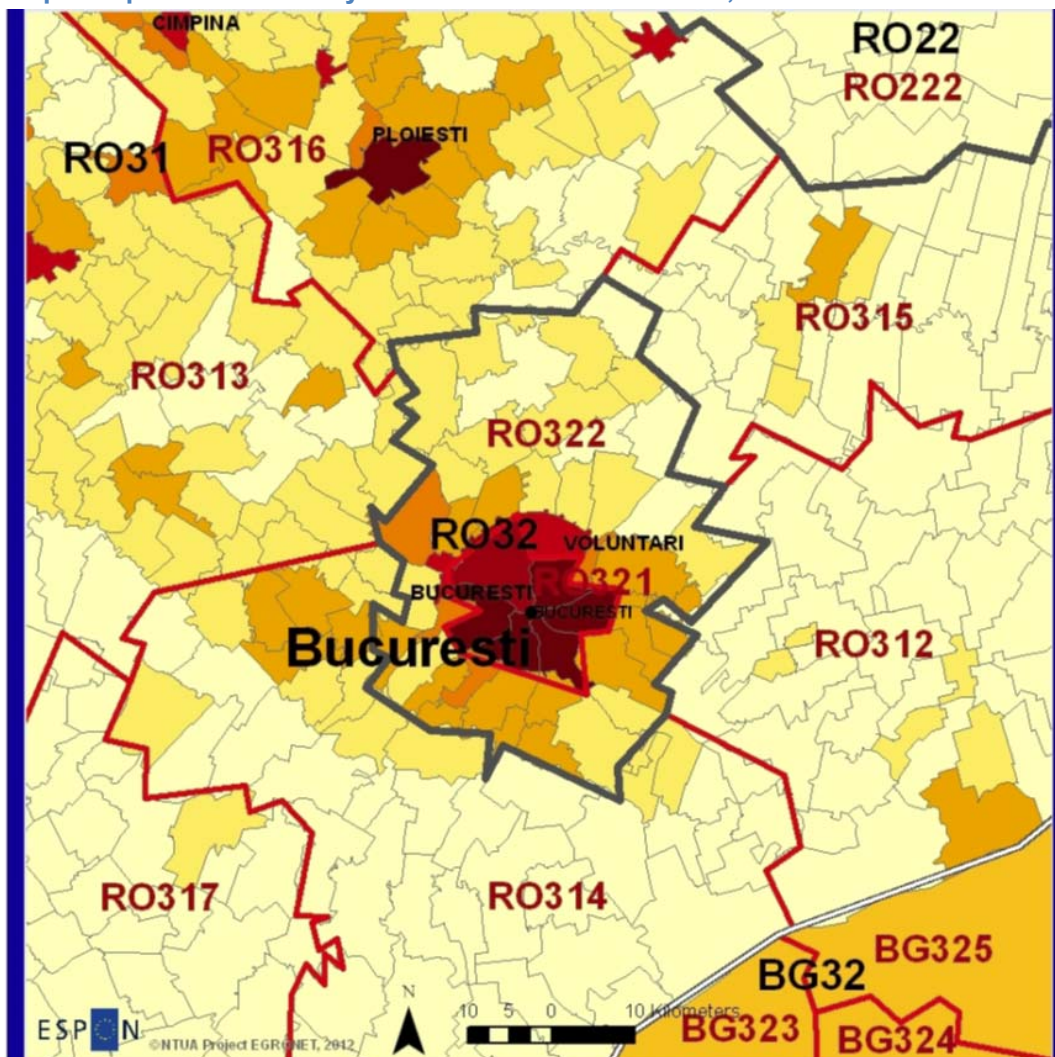 CIMPINA
RO22
RO222
PLOIESTI
RO31
RO316
RO315
RO313
RO322
RO32
VOLUNTARI
RO321
BUCURESTI
BUCURESTI
Bucuresti
RO312
RO317
RO314
BG325
BG32
N
10 5 0 10 Kilometers
BG323
BG324
ESPON
©NTUA Project EGRUNET, 2012